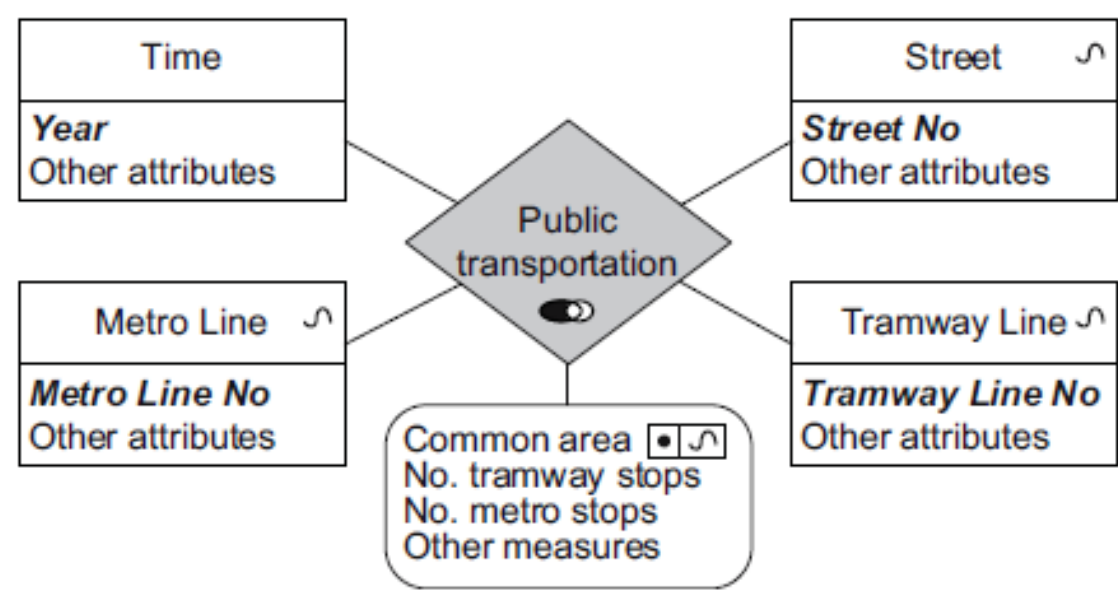 Time
Year
Other attributes
Street
Street No
Other attributes
Public
transportation
Metro Line
Metro Line No
Other attributes
Tramway Line
Tramway Line No
Other attributes
Common area
No. tramway stops
No. metro stops
Other measures